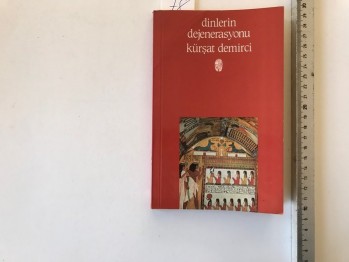 dinlerin
dejenerasyonu
kürşat demirci